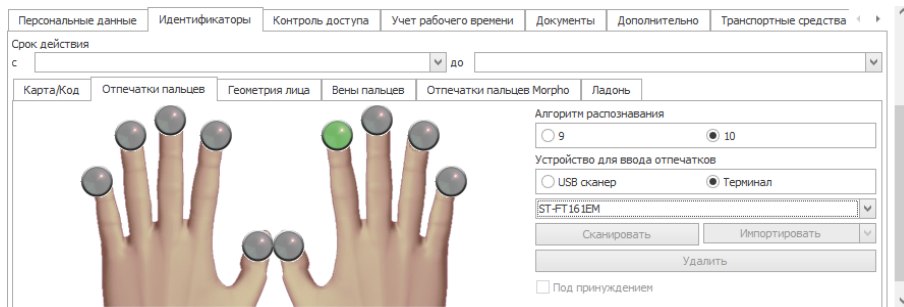 Персональные данные Идентификаторы Контроль доступа Учет рабочего времени Документы Дополнительно Транспортные средства
Срок действия
с до
Карта/Код Отпечатки пальцев Геометрия лица Вены пальцев Отпечатки пальцев Morpho Ладонь
Алгоритм распознавания
9 10
Устройство для ввода отпечатков
USB сканер Терминал
ST-FT161EM
Сканировать Импортировать
Удалить
Под принуждением